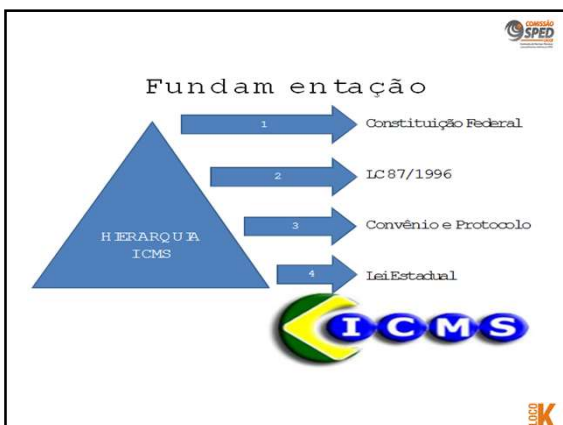 COMISSÃO
SPED
Fundamentação
1
Constituição Federal
2
LC 87/1996
3
Convênio e Protocolo
HIERARQUIA
ICMS
4
Lei Estadual
ICMS
LOCO
K